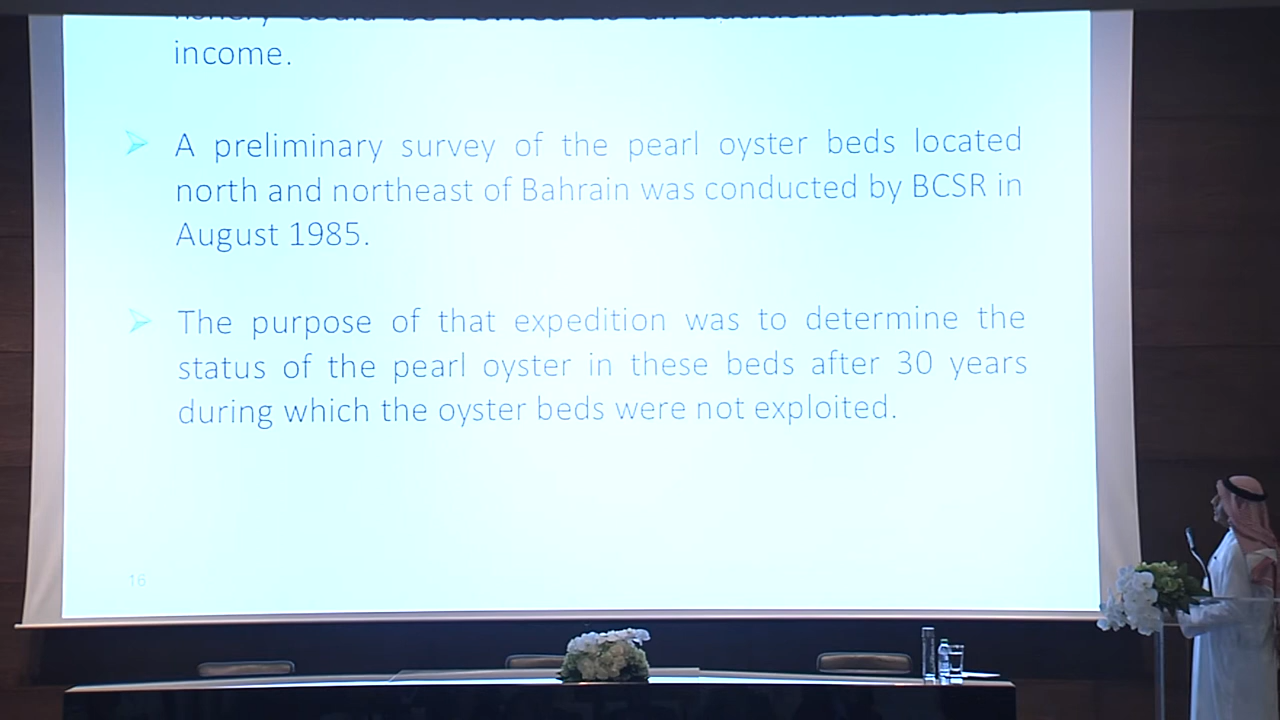 income.
A preliminary survey of the pearl oyster beds located
north and northeast of Bahrain was conducted by BCSR in
August 1985.
The purpose of that expedition was to determine the
status of the pearl oyster in these beds after 30 years
during which the oyster beds were not exploited.
16